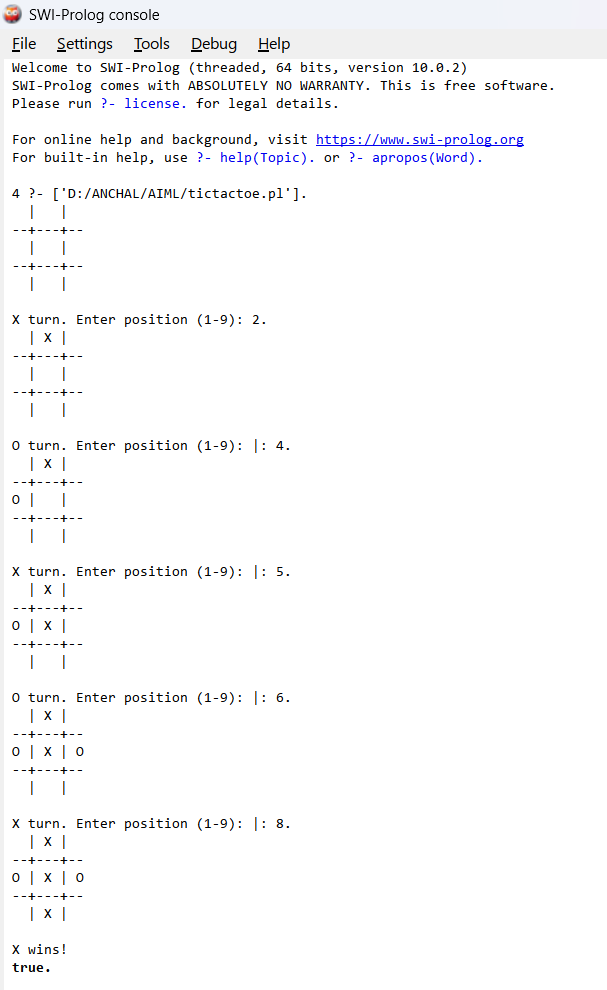 SWI-Prolog console
File Settings Tools Debug Help
Welcome to SWI-Prolog (threaded, 64 bits, version 10.0.2)
SWI-Prolog comes with ABSOLUTELY NO WARRANTY. This is free software.
Please run ?- license. for legal details.

For online help and background, visit https://www.swi-prolog.org
For built-in help, use ?- help(Topic). or ?- apropos(Word).

4 ?- ['D:/ANCHAL/AIML/tictactoe.pl'].
  |   |
--+---+--
  |   |
--+---+--
  |   |

X turn. Enter position (1-9): 2.
  | X |
--+---+--
  |   |
--+---+--
  |   |

O turn. Enter position (1-9): |: 4.
  | X |
--+---+--
O |   |
--+---+--
  |   |

X turn. Enter position (1-9): |: 5.
  | X |
--+---+--
O | X |
--+---+--
  |   |

O turn. Enter position (1-9): |: 6.
  | X |
--+---+--
O | X | O
--+---+--
  |   |

X turn. Enter position (1-9): |: 8.
  | X |
--+---+--
O | X | O
--+---+--
  | X |

X wins!
true.